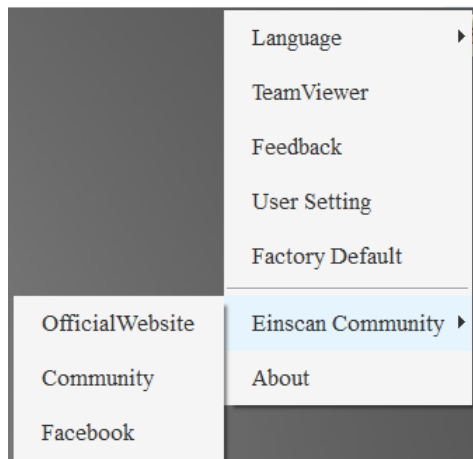 Language
TeamViewer
Feedback
User Setting
Factory Default
Einscan Community
About
OfficialWebsite
Community
Facebook